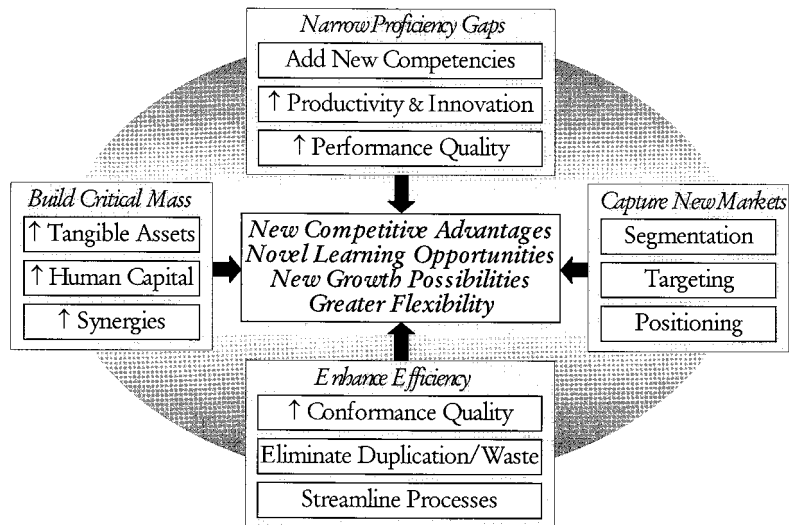 Narrow Proficiency Gaps
Add New Competencies
↑ Productivity & Innovation
↑ Performance Quality
Build Critical Mass
↑ Tangible Assets
↑ Human Capital
↑ Synergies
New Competitive Advantages
Novel Learning Opportunities
New Growth Possibilities
Greater Flexibility
Capture New Markets
Segmentation
Targeting
Positioning
Enhance Efficiency
↑ Conformance Quality
Eliminate Duplication/Waste
Streamline Processes